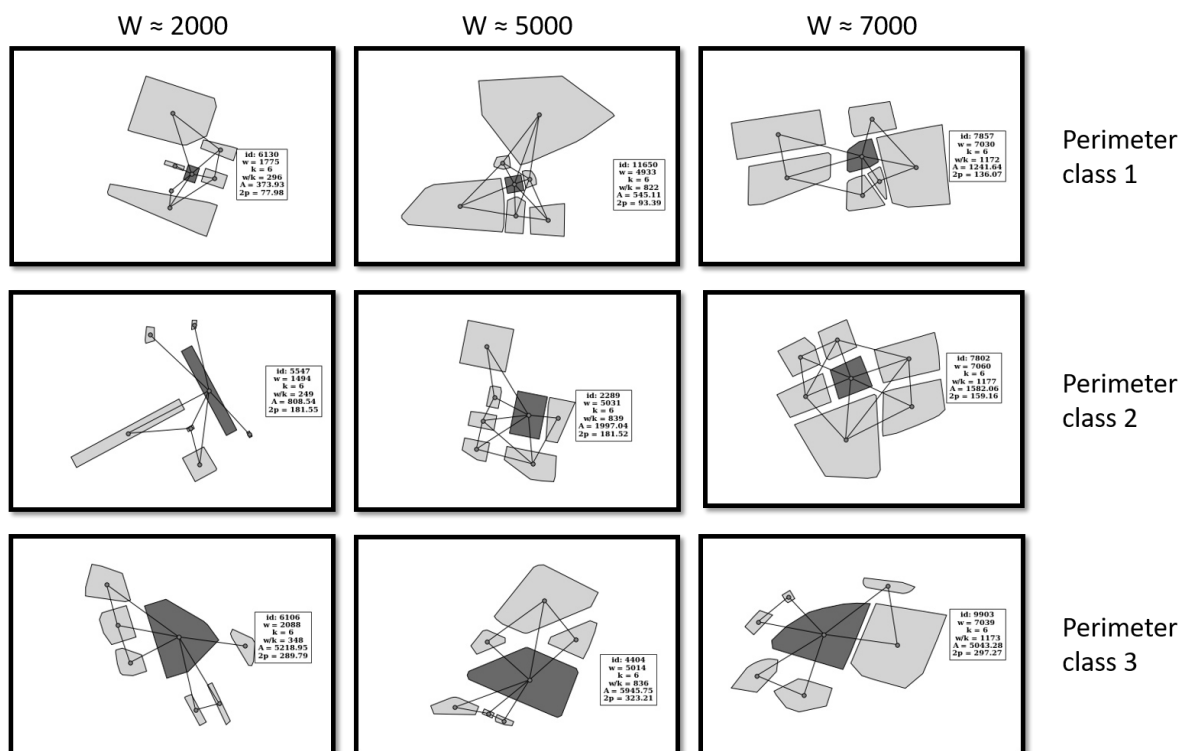 W ≈ 2000
W ≈ 5000
W ≈ 7000
id: 6130
w = 1775
k = 6
w/k = 296
A = 373.93
2p = 77.98
id: 11650
w = 4933
k = 6
w/k = 822
A = 545.11
2p = 93.39
id: 7857
w = 7030
k = 6
w/k = 1172
A = 1241.64
2p = 136.07
Perimeter
class 1
id: 5547
w = 1494
k = 6
w/k = 249
A = 808.54
2p = 181.55
id: 2289
w = 5031
k = 6
w/k = 839
A = 1997.04
2p = 181.52
id: 7802
w = 7060
k = 6
w/k = 1177
A = 1582.06
2p = 159.16
Perimeter
class 2
id: 6106
w = 2088
k = 6
w/k = 348
A = 5218.95
2p = 289.79
id: 4404
w = 5014
k = 6
w/k = 836
A = 5945.75
2p = 323.21
id: 9903
w = 7039
k = 6
w/k = 1173
A = 5043.28
2p = 297.27
Perimeter
class 3